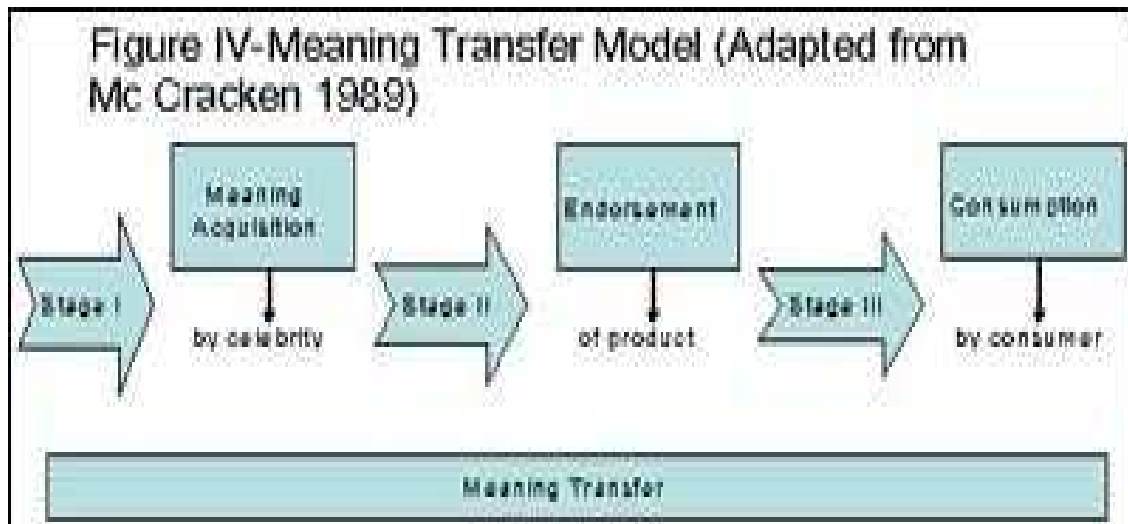 Figure IV-Meaning Transfer Model (Adapted from
Mc Cracken 1989)
Stage I
Meaning
Acquisition
by celebrity
Stage II
Endorsement
of product
Stage III
Consumption
by consumer
Meaning Transfer